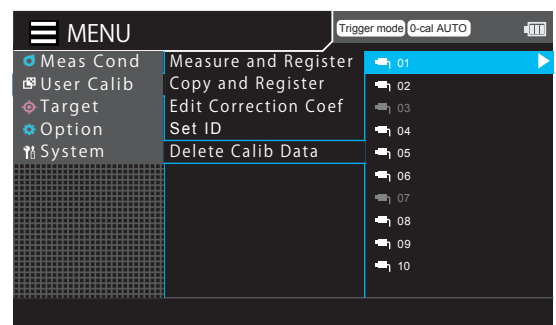 MENU
Trigger mode 0-cal AUTO
Meas Cond
User Calib
Target
Option
System
Measure and Register
Copy and Register
Edit Correction Coef
Set ID
Delete Calib Data
01
02
03
04
05
06
07
08
09
10